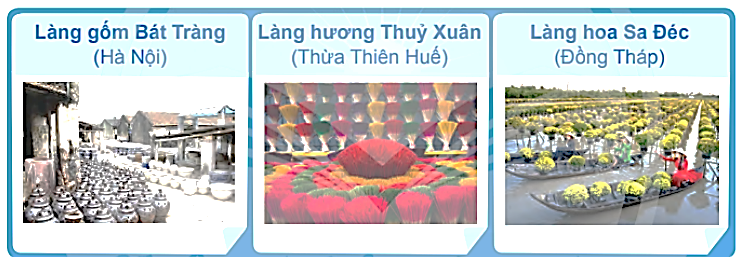 Làng gốm Bát Tràng
(Hà Nội)
Làng hương Thuỷ Xuân
(Thừa Thiên Huế)
Làng hoa Sa Đéc
(Đồng Tháp)